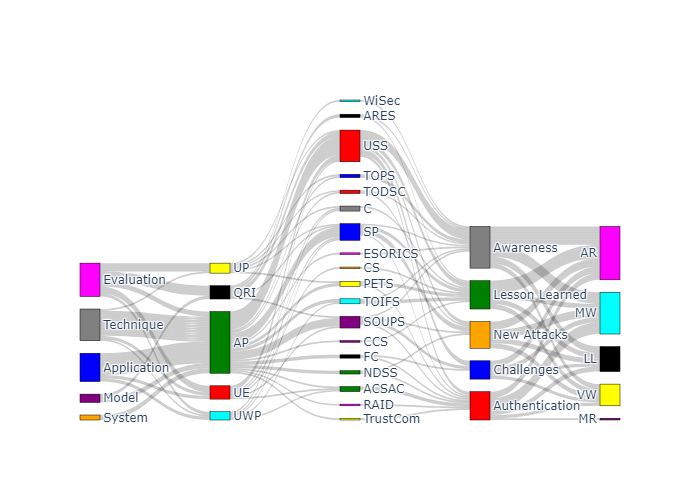 Evaluation
Technique
Application
Model
System
UP
QRI
AP
UE
UWP
WiSec
ARES
USS
TOPS
TODSC
C
SP
ESORICS
CS
PETS
TOIFS
SOUPS
CCS
FC
NDSS
ACSAC
RAID
TrustCom
Awareness
Lesson Learned
New Attacks
Challenges
Authentication
AR
MW
LL
VW
MR